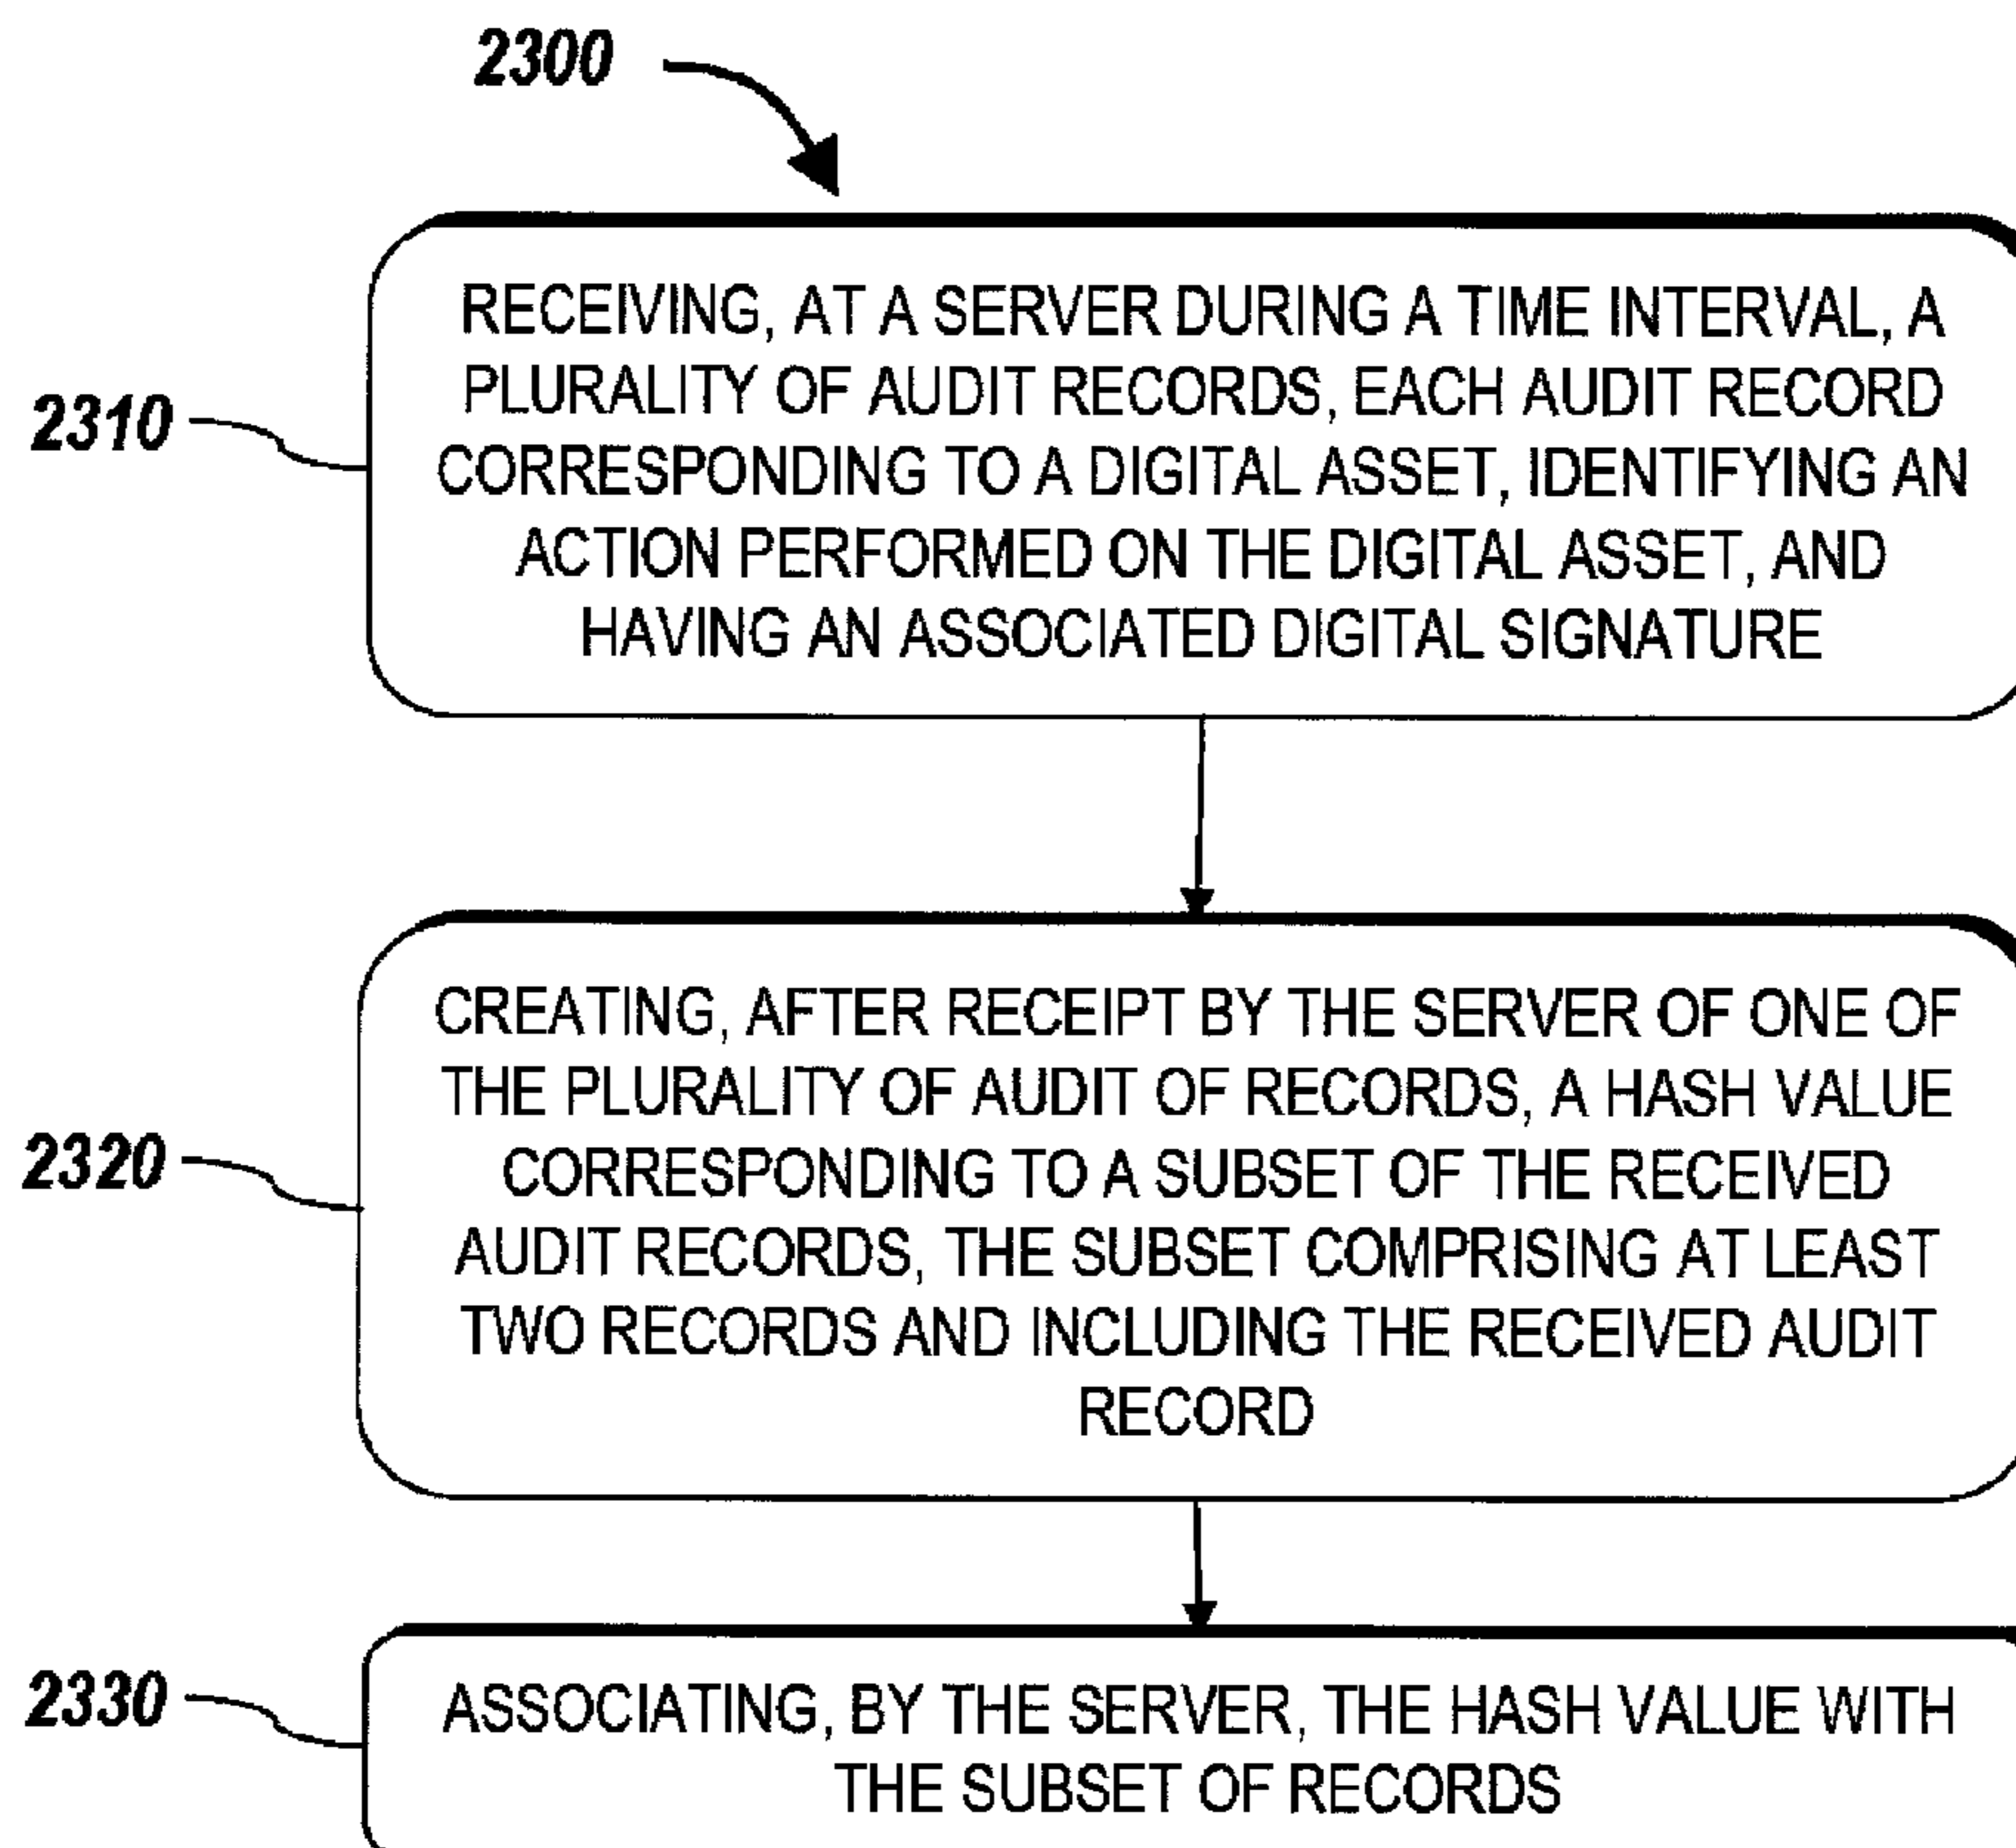 2300
RECEIVING, AT A SERVER DURING A TIME INTERVAL, A
PLURALITY OF AUDIT RECORDS, EACH AUDIT RECORD
2310
CORRESPONDING TO A DIGITAL ASSET, IDENTIFYING AN
ACTION PERFORMED ON THE DIGITAL ASSET, AND
HAVING AN ASSOCIATED DIGITAL SIGNATURE
CREATING, AFTER RECEIPT BY THE SERVER OF ONE OF
THE PLURALITY OF AUDIT OF RECORDS, A HASH VALUE
2320
CORRESPONDING TO A SUBSET OF THE RECEIVED
AUDIT RECORDS, THE SUBSET COMPRISING AT LEAST
TWO RECORDS AND INCLUDING THE RECEIVED AUDIT
RECORD
2330
ASSOCIATING, BY THE SERVER, THE HASH VALUE WITH
THE SUBSET OF RECORDS